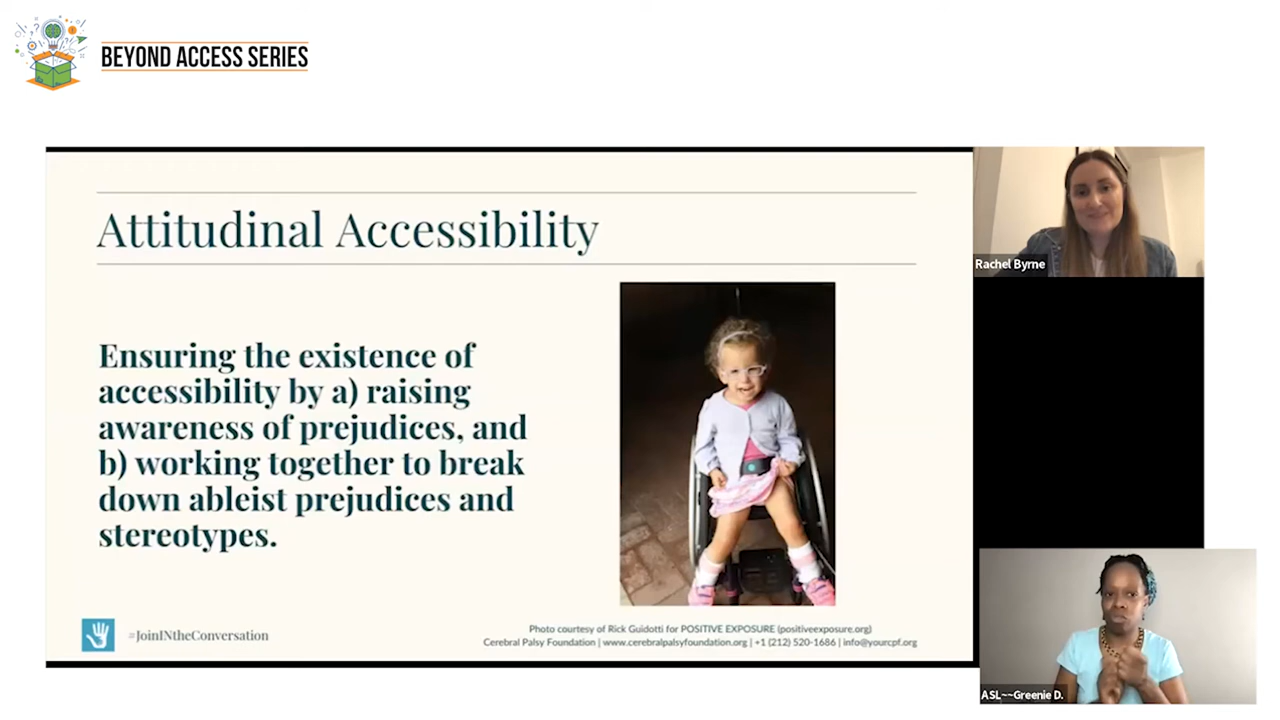 BEYOND ACCESS SERIES
Attitudinal Accessibility
Ensuring the existence of
accessibility by a) raising
awareness of prejudices, and
b) working together to break
down ableist prejudices and
stereotypes.
#JoinINtheConversation
Photo courtesy of Rick Guidotti for POSITIVE EXPOSURE (positiveexposure.org)
Cerebral Palsy Foundation | www.cerebralpalsyfoundation.org | +1 (212) 520-1686 | info@yourcpf.org
Rachel Byrne
ASL~~Greenie D.